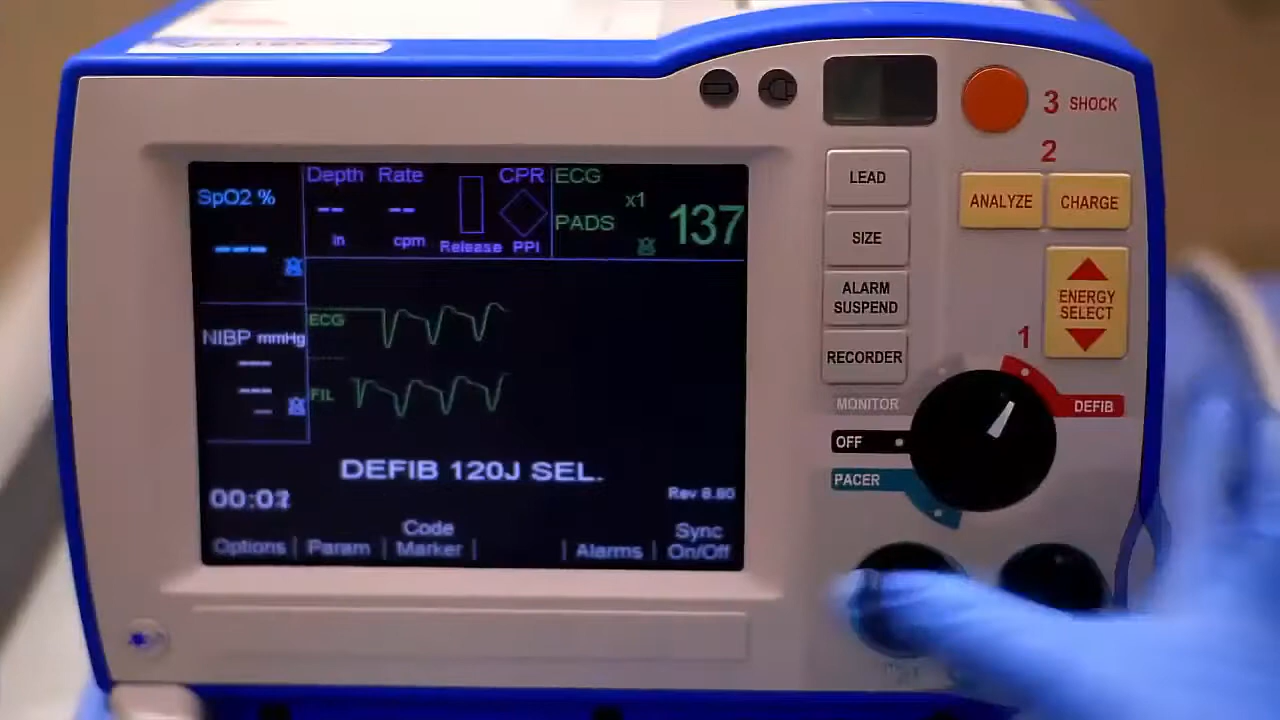 3 SHOCK
2
LEAD
ANALYZE
CHARGE
SIZE
ALARM
SUSPEND
ENERGY
SELECT
RECORDER
1
MONITOR
DEFIB
OFF
PACER
SpO2 %
---
Depth Rate CPR
-- --
in cpm Release PPI
ECG
x1
PADS
137
NIBP mmHg
---
---
--
ECG
FIL
DEFIB 120J SEL.
Rev 8.80
Options | Param | Code Marker | | Alarms | Sync On/Off